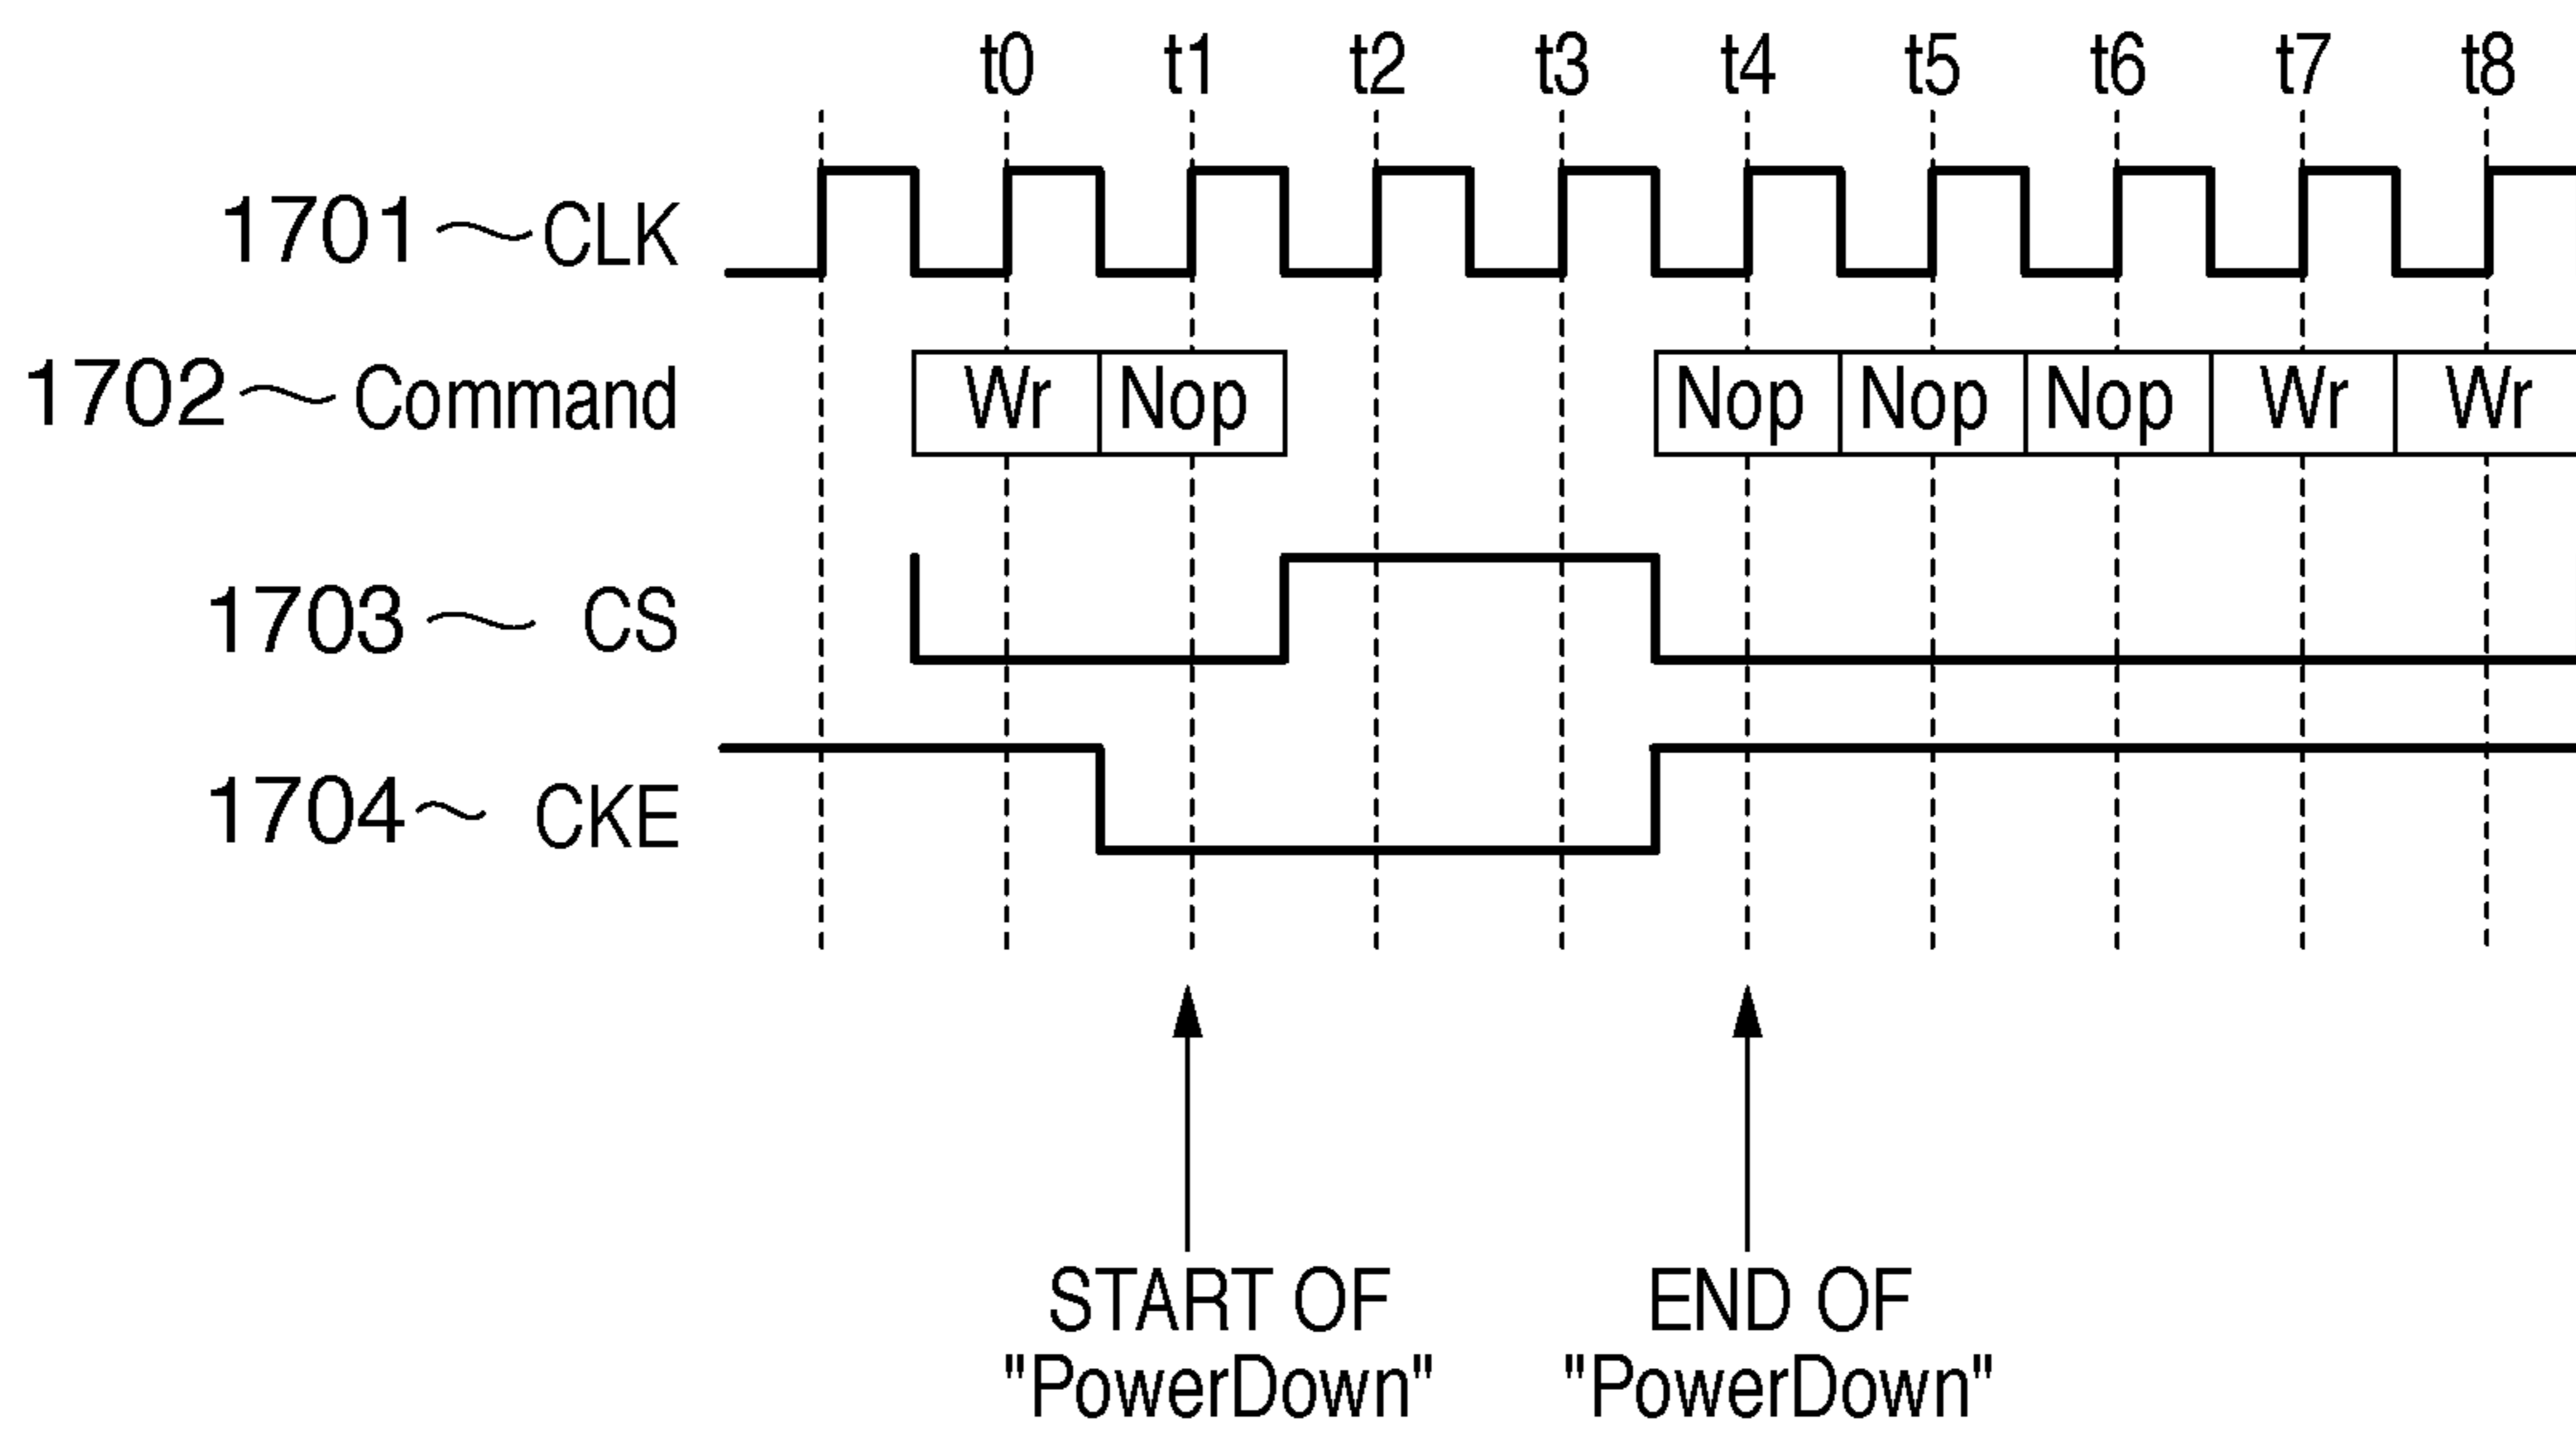 t0 t1 t2 t3 t4 t5 t6 t7 t8
1701 CLK
1702 Command Wr Nop Nop Nop Nop Wr Wr
1703 CS
1704 CKE
START OF END OF
"PowerDown" "PowerDown"